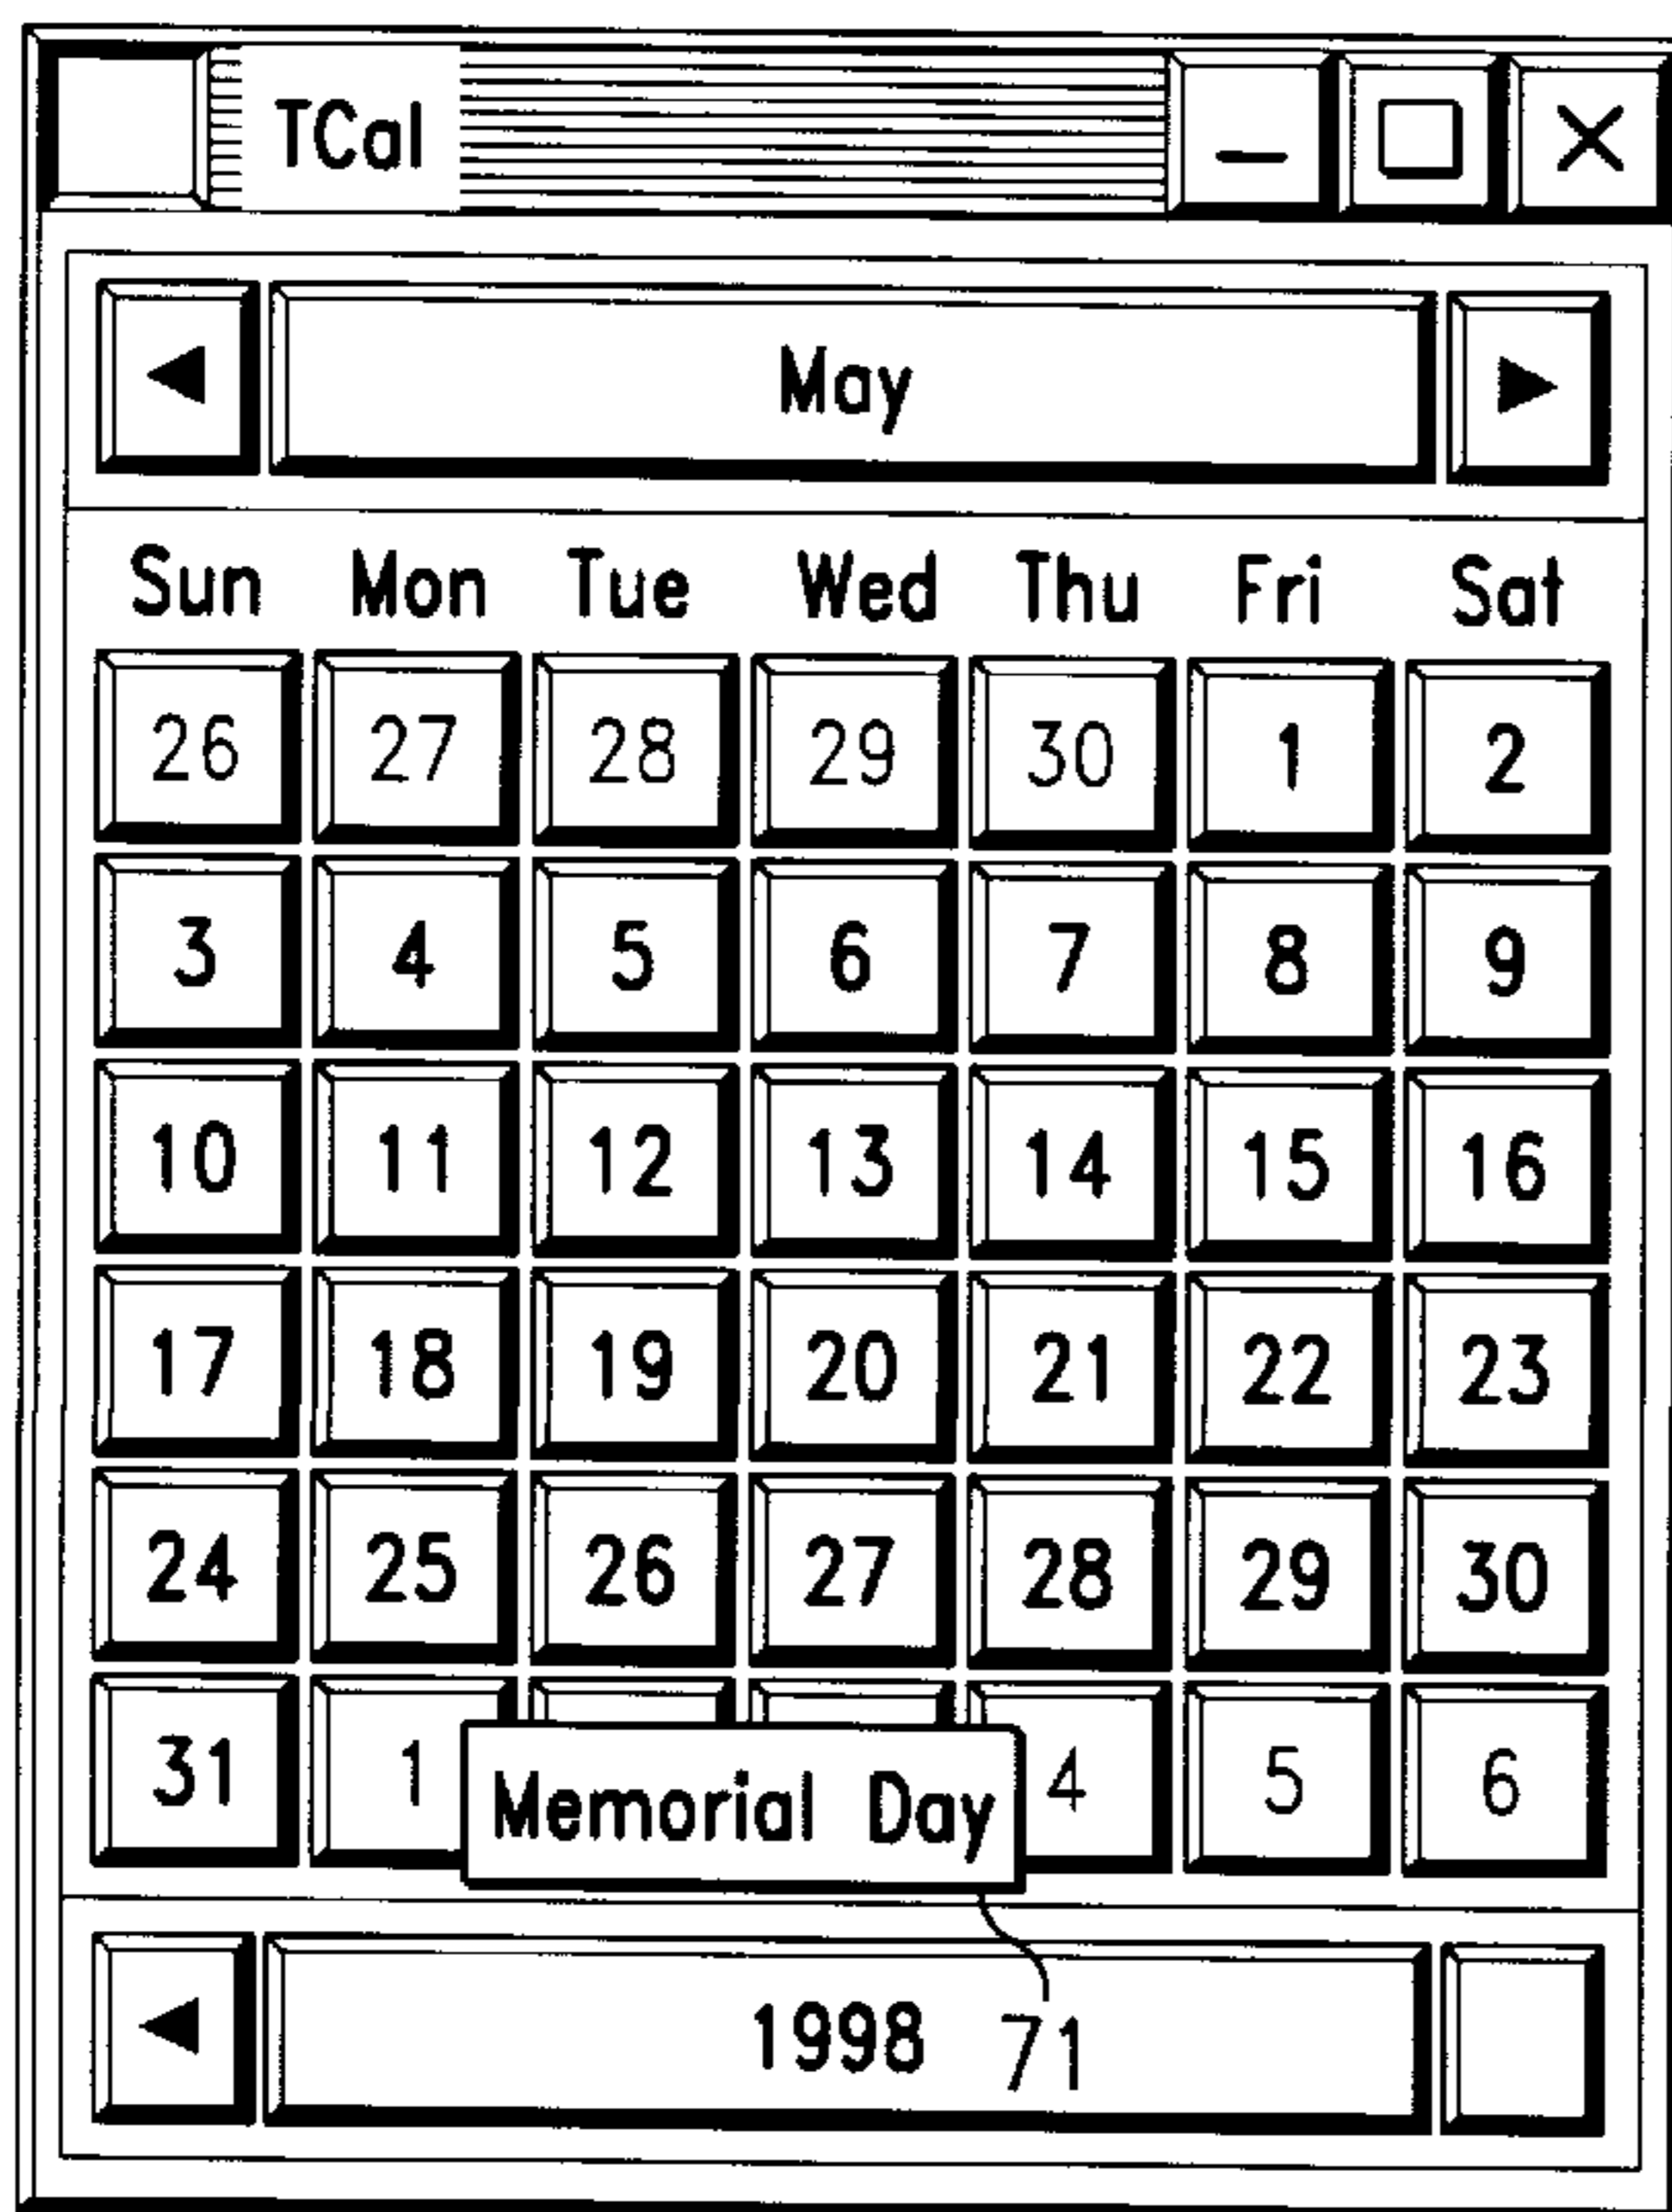 TCal
May
Sun Mon Tue Wed Thu Fri Sat
26 27 28 29 30 1 2
3 4 5 6 7 8 9
10 11 12 13 14 15 16
17 18 19 20 21 22 23
24 25 26 27 28 29 30
31 1 4 5 6
Memorial Day
1998 71